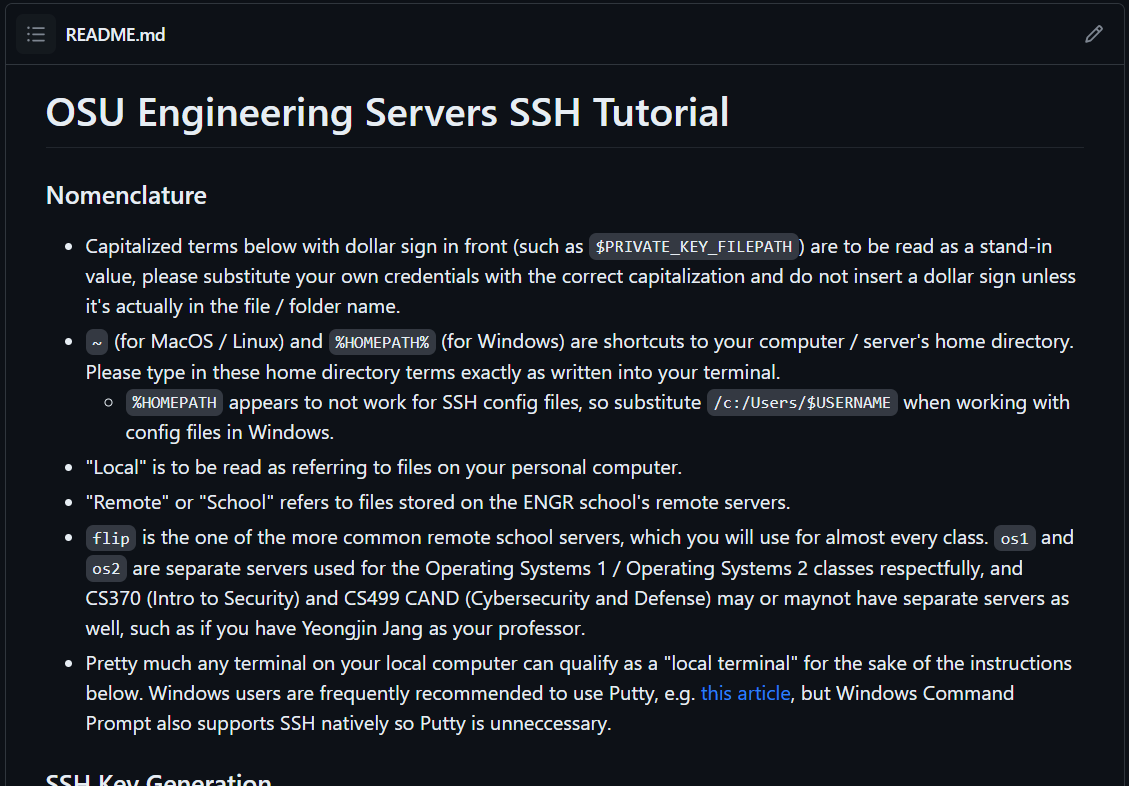 README.md
OSU Engineering Servers SSH Tutorial
Nomenclature
Capitalized terms below with dollar sign in front (such as $PRIVATE_KEY_FILEPATH) are to be read as a stand-in
value, please substitute your own credentials with the correct capitalization and do not insert a dollar sign unless
it's actually in the file / folder name.
~ (for MacOS / Linux) and %HOMEPATH% (for Windows) are shortcuts to your computer / server's home directory.
Please type in these home directory terms exactly as written into your terminal.
%HOMEPATH appears to not work for SSH config files, so substitute /c:/Users/$USERNAME when working with
config files in Windows.
"Local" is to be read as referring to files on your personal computer.
"Remote" or "School" refers to files stored on the ENGR school's remote servers.
flip is the one of the more common remote school servers, which you will use for almost every class. os1 and
os2 are separate servers used for the Operating Systems 1 / Operating Systems 2 classes respectfully, and
CS370 (Intro to Security) and CS499 CAND (Cybersecurity and Defense) may or maynot have separate servers as
well, such as if you have Yeongjin Jang as your professor.
Pretty much any terminal on your local computer can qualify as a "local terminal" for the sake of the instructions
below. Windows users are frequently recommended to use Putty, e.g. this article, but Windows Command
Prompt also supports SSH natively so Putty is unneccessary.
SSH Key Generation